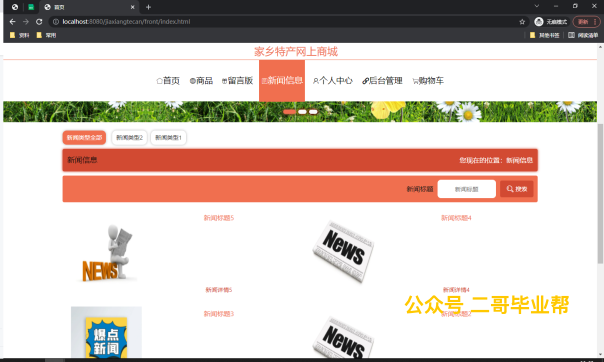 首页
localhost:8080/jiaxiangtecan/front/index.html
无痕模式
更新
资料
常用
其他书签
阅读清单
家乡特产网上商城
首页
商品
留言版
新闻信息
个人中心
后台管理
购物车
新闻类型全部
新闻类型2
新闻类型1
新闻信息
您现在的位置：新闻信息
新闻标题
新闻标题
搜索
新闻标题5
新闻标题4
NEWS
News
新闻详情5
新闻详情4
公众号 二哥毕业帮
新闻标题3
爆点
新闻
News